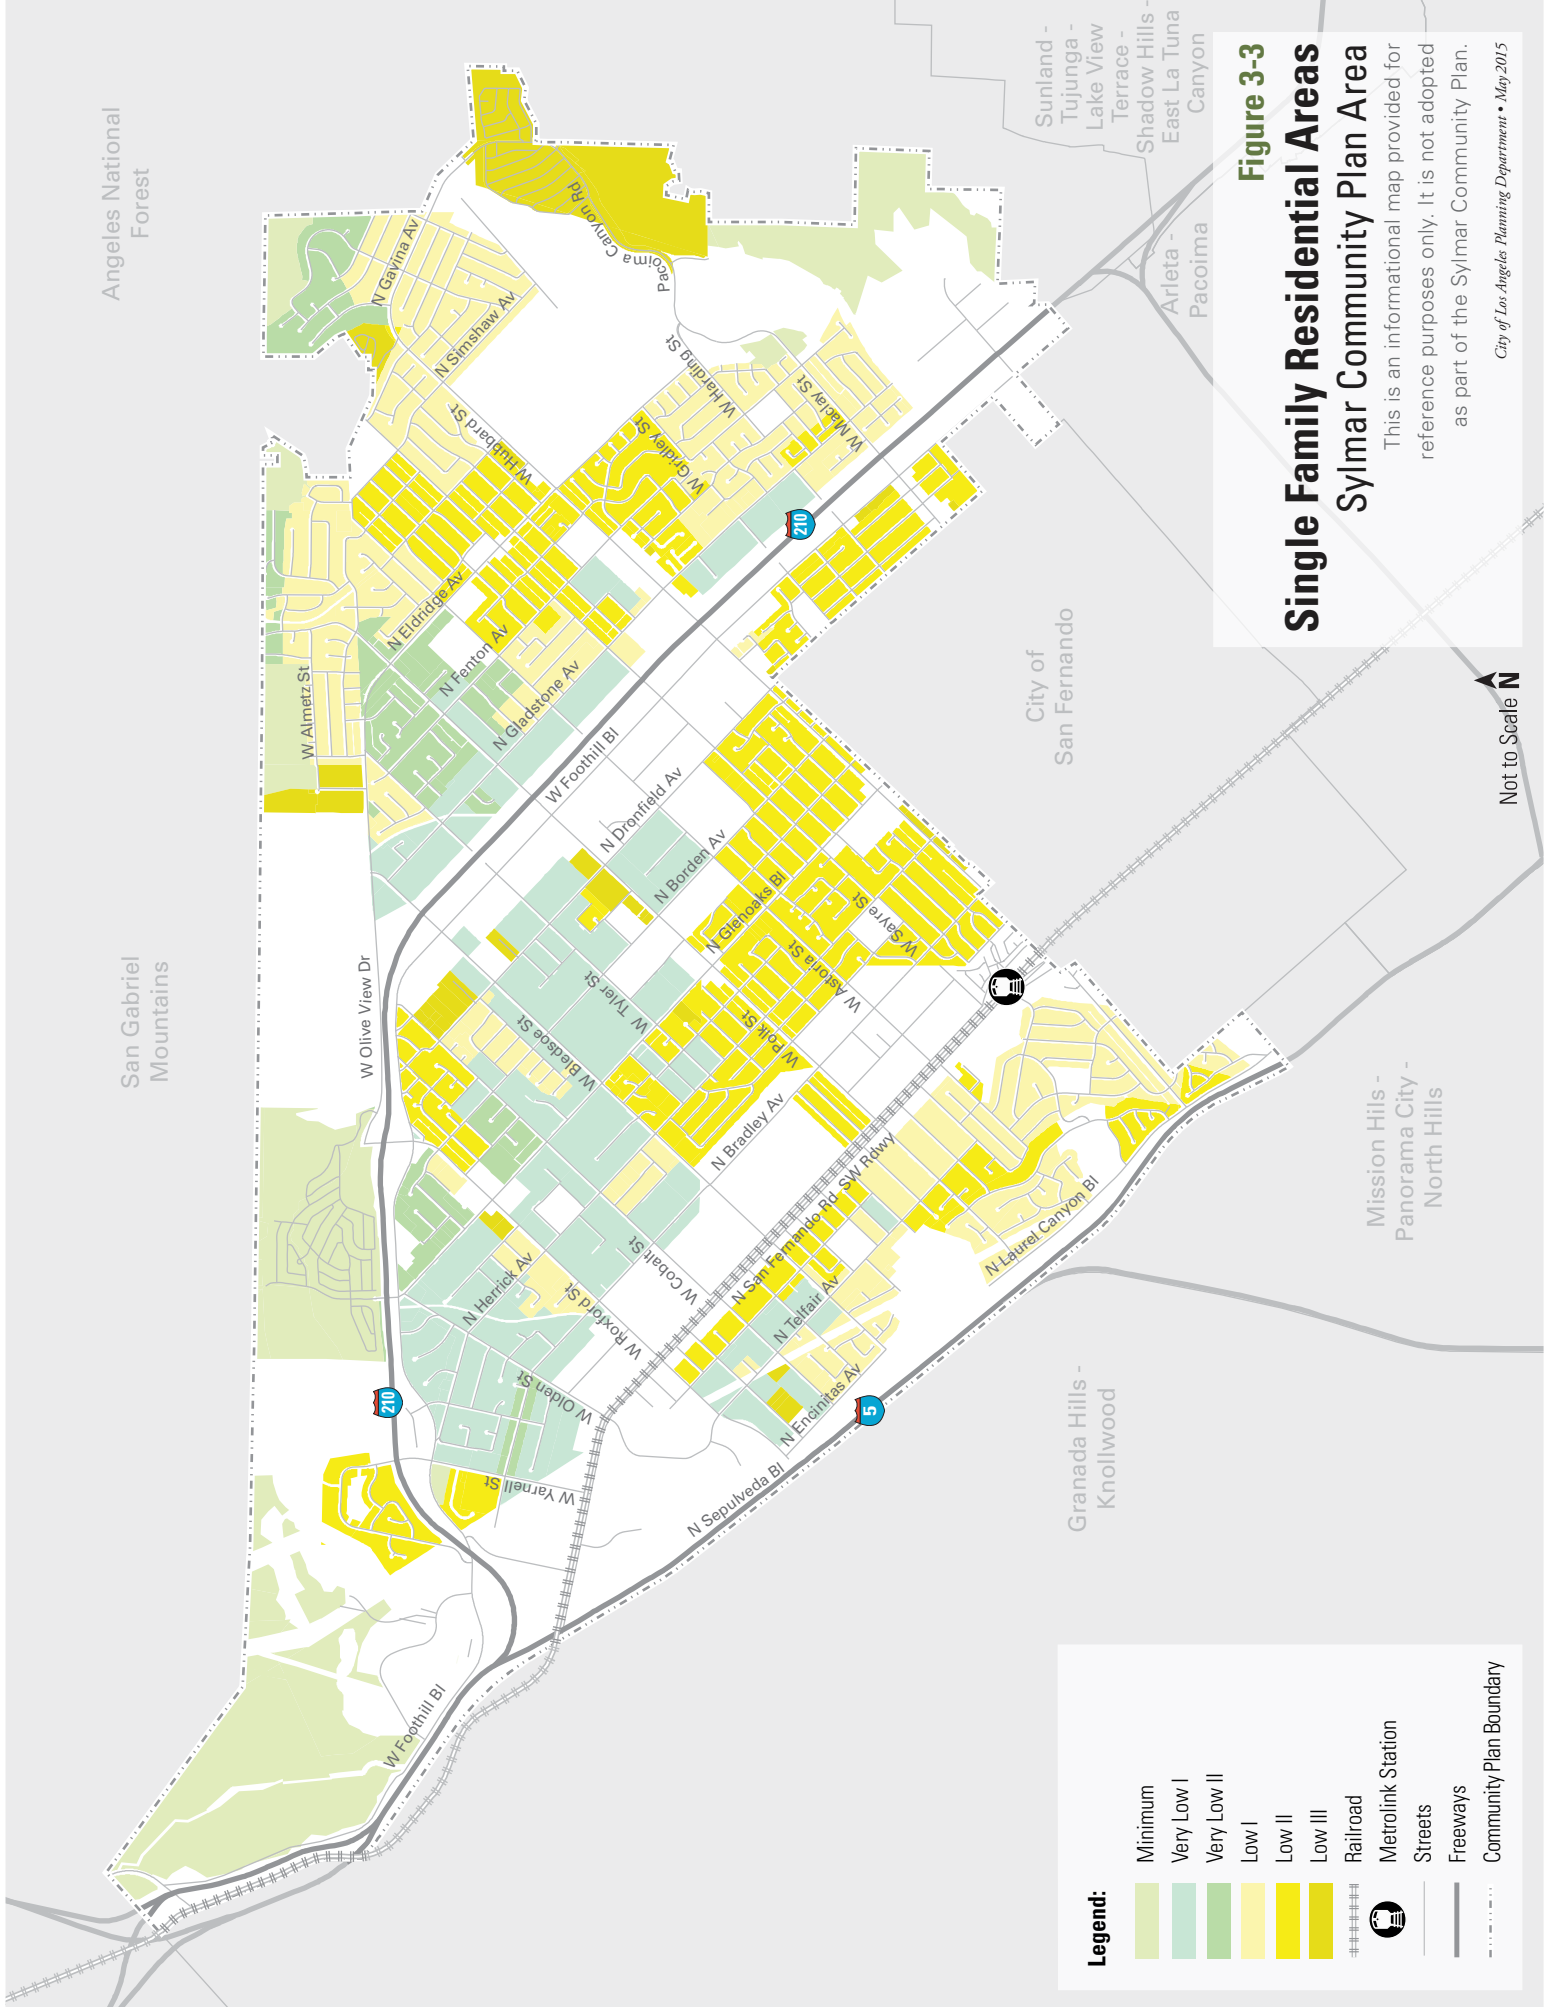 Figure 3-3
Single Family Residential Areas
Sylmar Community Plan Area
This is an informational map provided for
reference purposes only. It is not adopted
as part of the Sylmar Community Plan.
City of Los Angeles Planning Department • May 2015
Angeles National
Forest
San Gabriel
Mountains
Sunland -
Tujunga -
Lake View
Terrace -
Shadow Hills -
East La Tuna
Canyon
Arleta -
Pacoima
City of
San Fernando
Mission Hils -
Panorama City -
North Hills
Granada Hills -
Knollwood
N Gavina Av
N Simshaw Av
Pacoima Canyon Rd
W Harding St
W Maclay St
W Hubbard St
W Gridley St
N Eldridge Av
N Fenton Av
N Gladstone Av
W Almetz St
W Foothill Bl
N Dronfield Av
N Borden Av
N Glenoaks Bl
W Sayre St
W Astoria St
W Polk St
W Tyler St
W Bledsoe St
W Olive View Dr
N Bradley Av
N San Fernando Rd
SW Rdwy
N Laurel Canyon Bl
W Cobalt St
W Roxford St
N Herrick Av
N Telfair Av
N Encinitas Av
W Olden St
W Yarnell St
N Sepulveda Bl
W Foothill Bl
210
210
5
N
Not to Scale
Legend:
Minimum
Very Low I
Very Low II
Low I
Low II
Low III
Railroad
Metrolink Station
Streets
Freeways
Community Plan Boundary